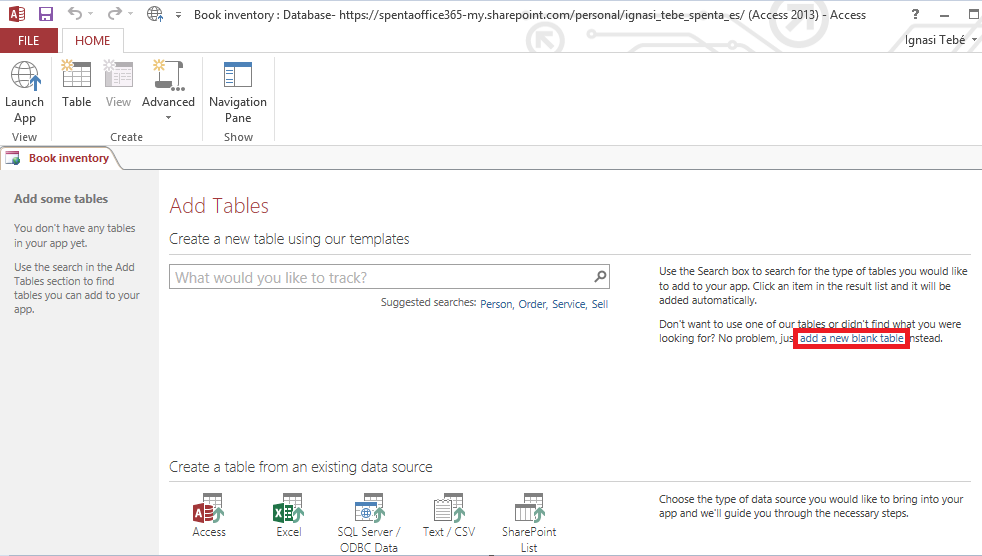 Book inventory : Database- https://spentaoffice365-my.sharepoint.com/personal/ignasi_tebe_spenta_es/ (Access 2013) - Access
?
FILE
HOME
Ignasi Tebé
Launch App
Table
View
Advanced
Navigation Pane
View
Create
Show
Book inventory
Add some tables
You don't have any tables
in your app yet.
Use the search in the Add
Tables section to find
tables you can add to your
app.
Add Tables
Create a new table using our templates
What would you like to track?
Suggested searches: Person, Order, Service, Sell
Use the Search box to search for the type of tables you would like
to add to your app. Click an item in the result list and it will be
added automatically.
Don't want to use one of our tables or didn't find what you were
looking for? No problem, jus add a new blank table instead.
Create a table from an existing data source
Access
Excel
SQL Server /
ODBC Data
Text / CSV
SharePoint
List
Choose the type of data source you would like to bring into your
app and we'll guide you through the necessary steps.